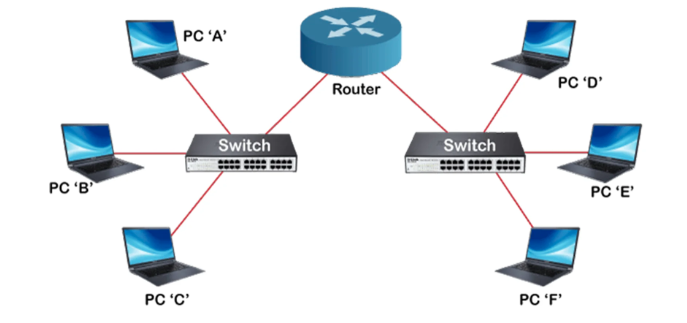 PC ‘A’
Router
PC ‘D’
Switch
Switch
PC ‘B’
PC ‘E’
PC ‘C’
PC ‘F’